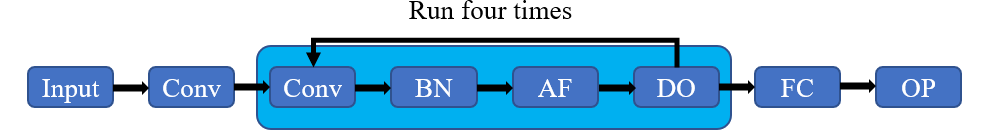 Run four times
Input Conv Conv BN AF DO FC OP